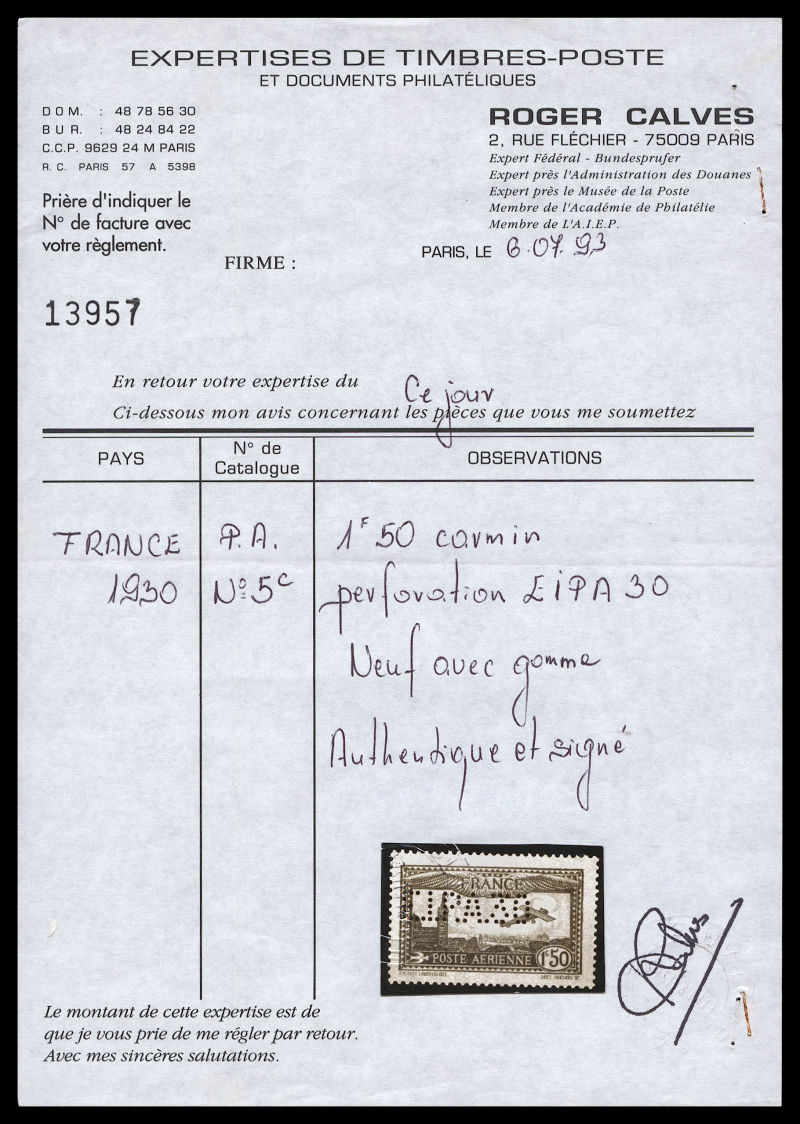 EXPERTISES DE TIMBRES-POSTE
ET DOCUMENTS PHILATÉLIQUES
DOM. : 48 78 56 30
BUR. : 48 24 84 22
C.C.P. 9629 24 M PARIS
R.C. PARIS 57 A 5398
ROGER CALVES
2, RUE FLÉCHIER - 75009 PARIS
Expert Fédéral - Bundesprufer
Expert près l'Administration des Douanes
Expert près le Musée de la Poste
Membre de l'Académie de Philatélie
Membre de L'A.I.E.P.
Prière d'indiquer le
N° de facture avec
votre règlement.
FIRME :
PARIS, LE 6.07.93
13957
En retour votre expertise du Ce jour
Ci-dessous mon avis concernant les pièces que vous me soumettez
PAYS
N° de
Catalogue
OBSERVATIONS
FRANCE P.A. 1F50 carmin
1930 N°5c perforation EIPA 30
Neuf avec gomme
Authentique et signé
FRANCE
E.I.P.A.30
POSTE AÉRIENNE 1F50
Calves
Le montant de cette expertise est de
que je vous prie de me régler par retour.
Avec mes sincères salutations.